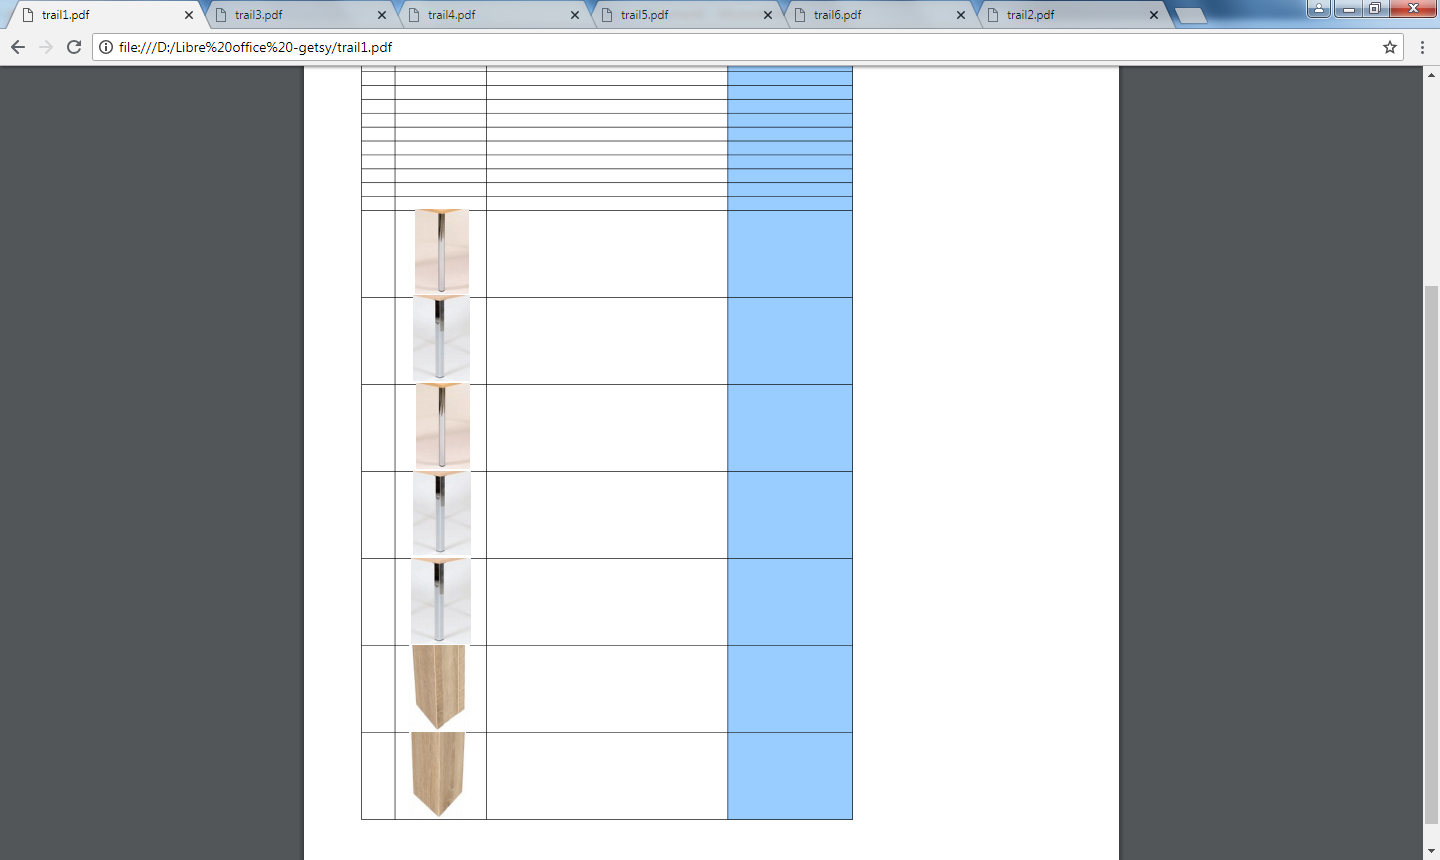 trail1.pdf
trail3.pdf
trail4.pdf
trail5.pdf
trail6.pdf
trail2.pdf
file:///D:/Libre%20office%20-getsy/trail1.pdf